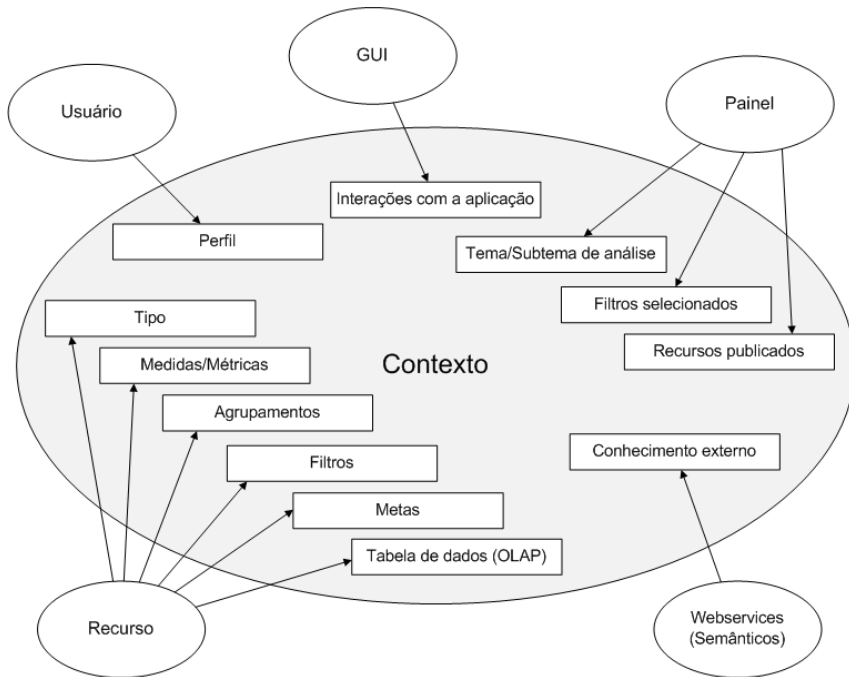 GUI
Usuário
Painel
Interações com a aplicação
Perfil
Tema/Subtema de análise
Filtros selecionados
Tipo
Recursos publicados
Medidas/Métricas
Contexto
Agrupamentos
Conhecimento externo
Filtros
Metas
Tabela de dados (OLAP)
Recurso
Webservices
(Semânticos)